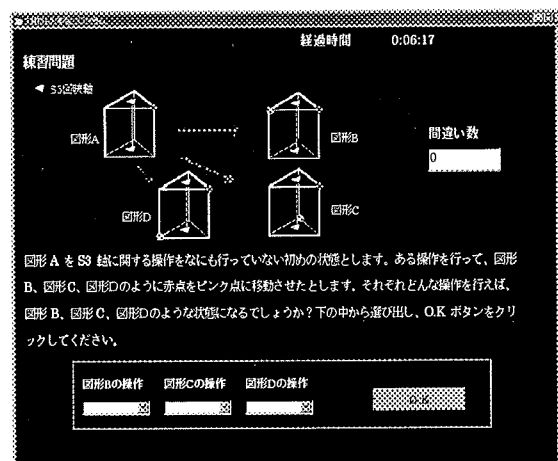 経過時間 0:06:17
練習問題
S3回映軸
図形A
図形B
間違い数
0
図形D
図形C
図形 A を S3 軸に関する操作をなにも行っていない初めの状態とします。ある操作を行って、図形
B、図形C、図形Dのように赤点をピンク点に移動させたとします。それぞれどんな操作を行えば、
図形 B、図形 C、図形Dのような状態になるでしょうか？下の中から選び出し、O.K ボタンをクリ
ックしてください。
図形Bの操作 図形Cの操作 図形Dの操作
O.K